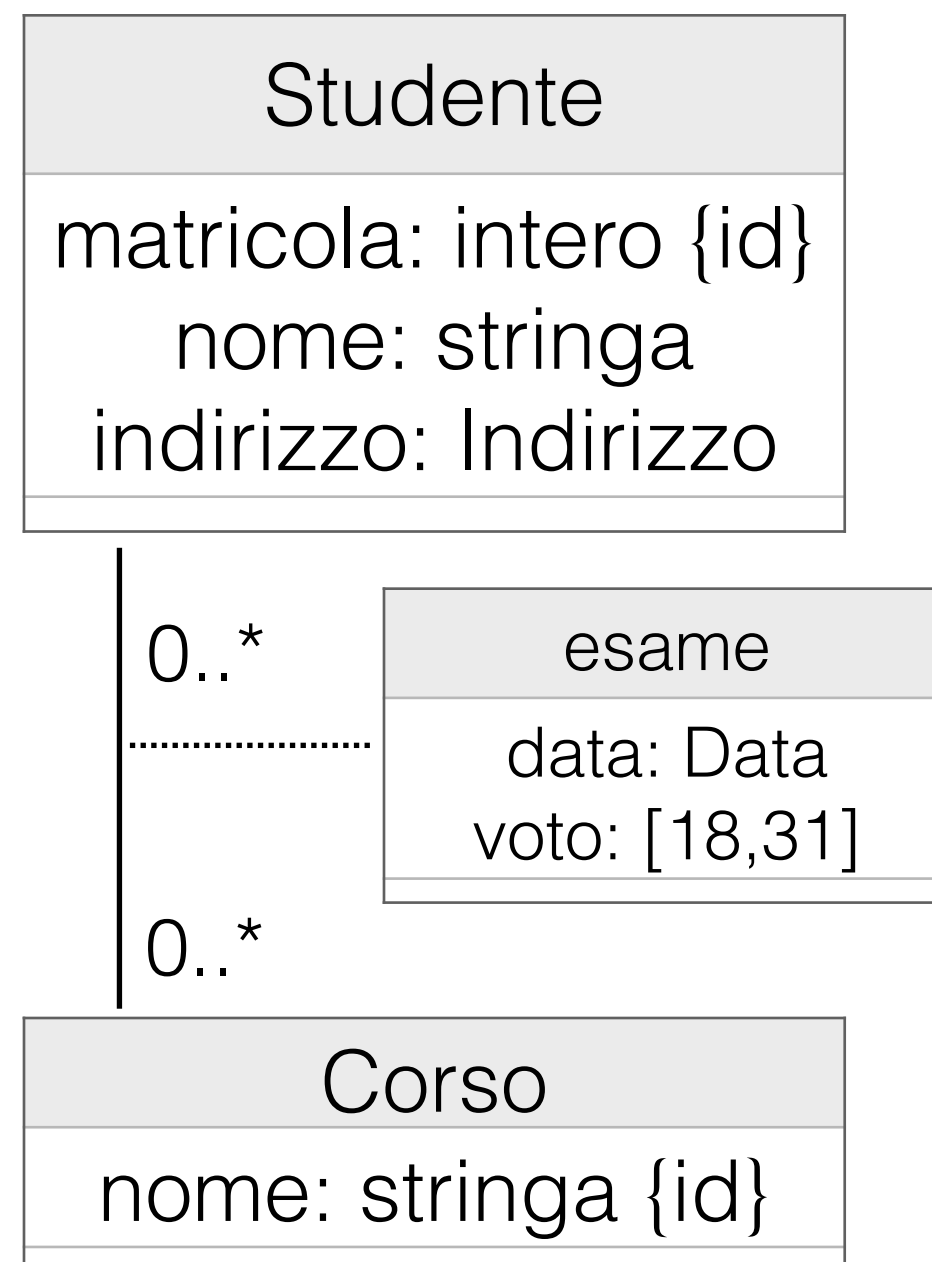 Studente
matricola: intero {id}
nome: stringa
indirizzo: Indirizzo
0..*
esame
data: Data
voto: [18,31]
0..*
Corso
nome: stringa {id}